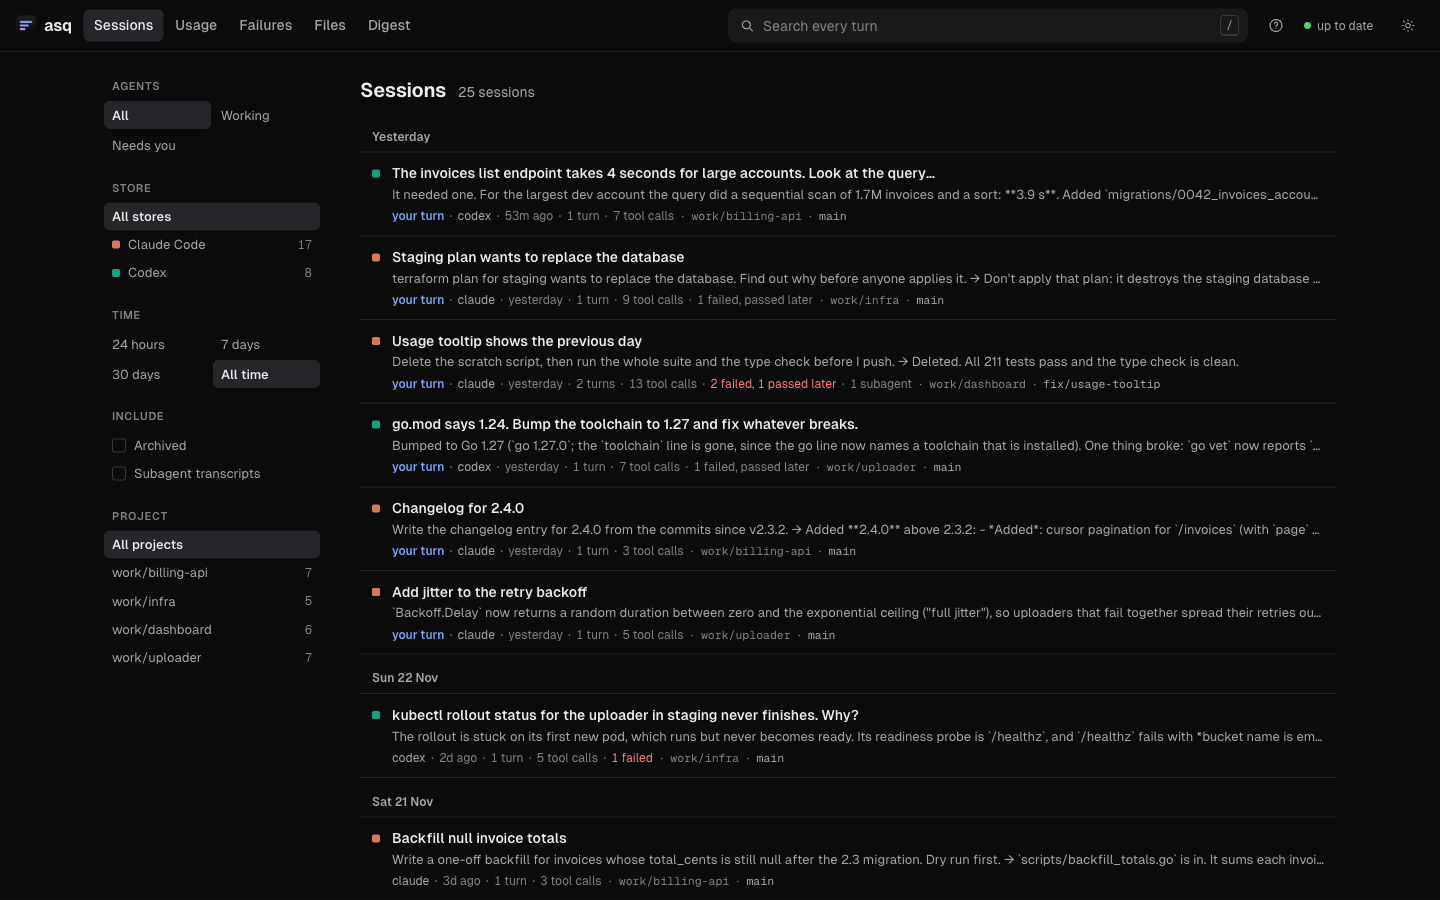 asq Sessions Usage Failures Files Digest Search every turn / ? up to date
AGENTS
All Working
Needs you
STORE
All stores
Claude Code 17
Codex 8
TIME
24 hours 7 days
30 days All time
INCLUDE
Archived
Subagent transcripts
PROJECT
All projects
work/billing-api 7
work/infra 5
work/dashboard 6
work/uploader 7
Sessions 25 sessions
Yesterday
The invoices list endpoint takes 4 seconds for large accounts. Look at the query…
It needed one. For the largest dev account the query did a sequential scan of 1.7M invoices and a sort: **3.9 s**. Added `migrations/0042_invoices_accou…
your turn · codex · 53m ago · 1 turn · 7 tool calls · work/billing-api · main
Staging plan wants to replace the database
terraform plan for staging wants to replace the database. Find out why before anyone applies it. → Don't apply that plan: it destroys the staging database …
your turn · claude · yesterday · 1 turn · 9 tool calls · 1 failed, passed later · work/infra · main
Usage tooltip shows the previous day
Delete the scratch script, then run the whole suite and the type check before I push. → Deleted. All 211 tests pass and the type check is clean.
your turn · claude · yesterday · 2 turns · 13 tool calls · 2 failed, 1 passed later · 1 subagent · work/dashboard · fix/usage-tooltip
go.mod says 1.24. Bump the toolchain to 1.27 and fix whatever breaks.
Bumped to Go 1.27 (`go 1.27.0`; the `toolchain` line is gone, since the go line now names a toolchain that is installed). One thing broke: `go vet` now reports `…
your turn · codex · yesterday · 1 turn · 7 tool calls · 1 failed, passed later · work/uploader · main
Changelog for 2.4.0
Write the changelog entry for 2.4.0 from the commits since v2.3.2. → Added **2.4.0** above 2.3.2: - *Added*: cursor pagination for `/invoices` (with `page` …
your turn · claude · yesterday · 1 turn · 3 tool calls · work/billing-api · main
Add jitter to the retry backoff
`Backoff.Delay` now returns a random duration between zero and the exponential ceiling ("full jitter"), so uploaders that fail together spread their retries ou…
your turn · claude · yesterday · 1 turn · 5 tool calls · work/uploader · main
Sun 22 Nov
kubectl rollout status for the uploader in staging never finishes. Why?
The rollout is stuck on its first new pod, which runs but never becomes ready. Its readiness probe is `/healthz`, and `/healthz` fails with *bucket name is em…
codex · 2d ago · 1 turn · 5 tool calls · 1 failed · work/infra · main
Sat 21 Nov
Backfill null invoice totals
Write a one-off backfill for invoices whose total_cents is still null after the 2.3 migration. Dry run first. → `scripts/backfill_totals.go` is in. It sums each invoi…
claude · 3d ago · 1 turn · 3 tool calls · work/billing-api · main